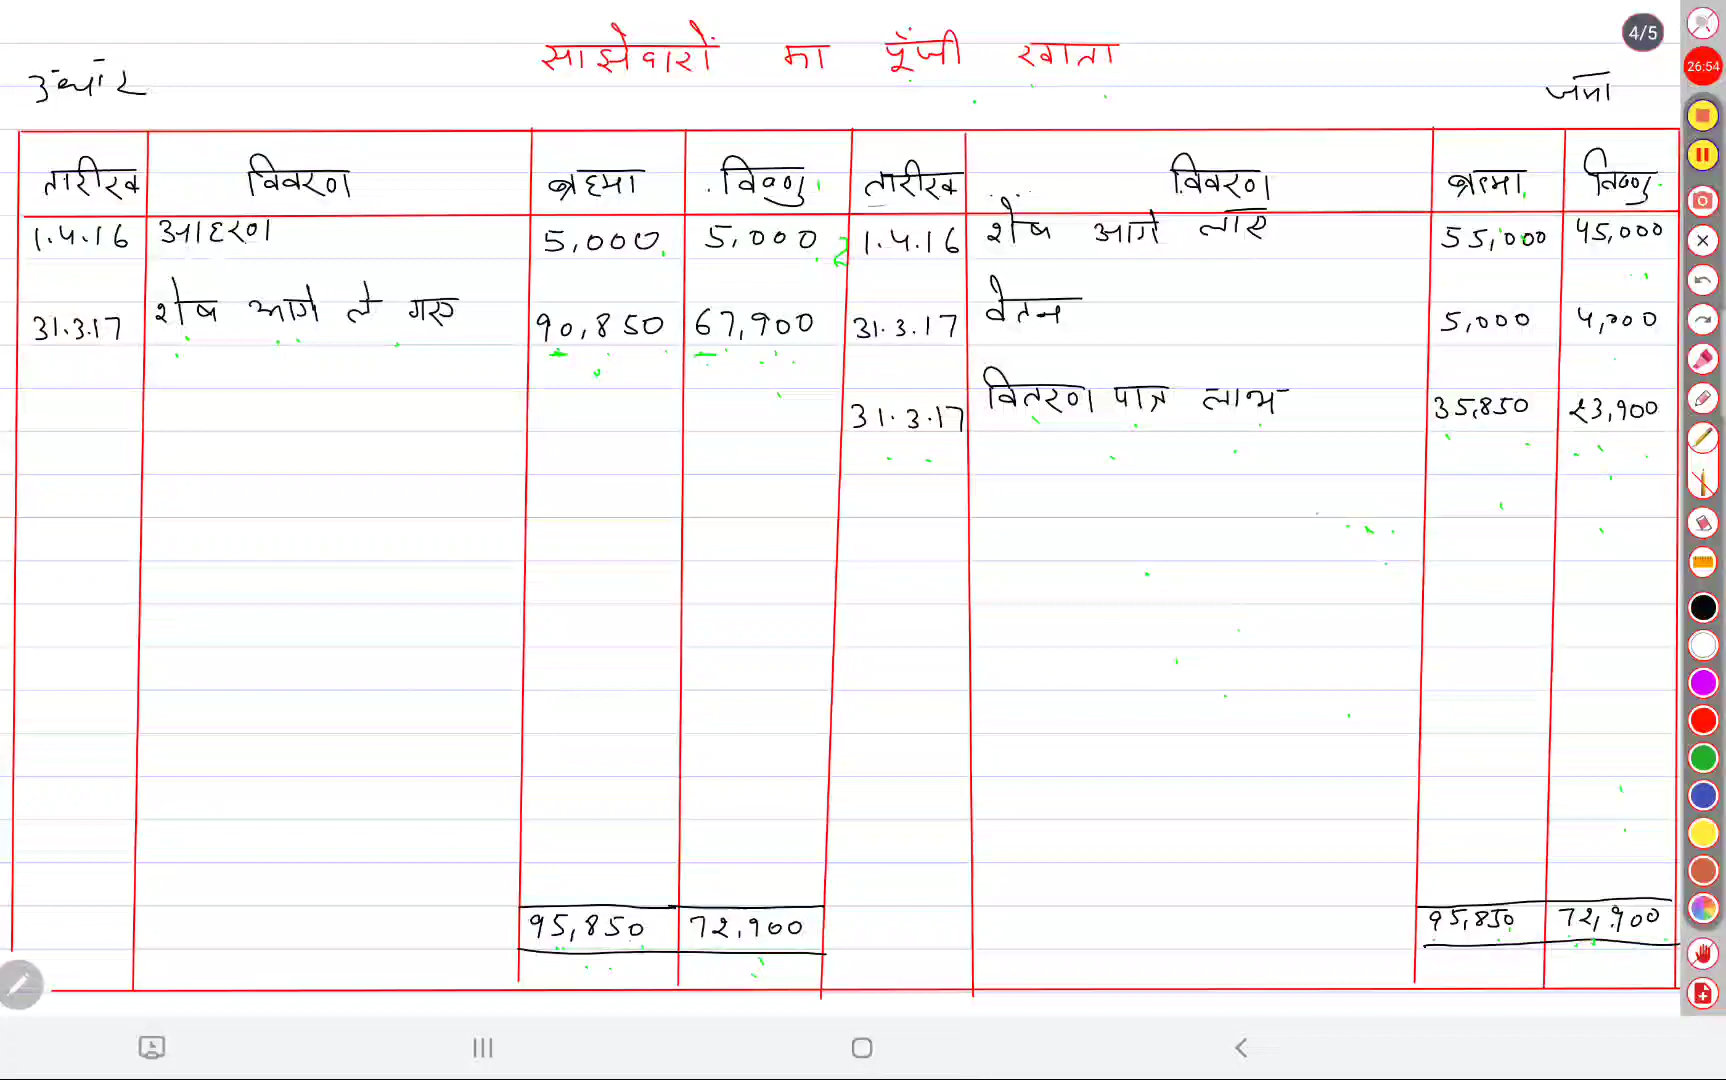 साझेदारों का पूँजी खाता
4/5
26:54
उधार जमा
तारीख विवरण ब्रहमा विष्णु तारीख विवरण ब्रहमा विष्णु
1.4.16 आहरण 5,000 5,000 1.4.16 शेष आगे लाए 55,000 45,000
31.3.17 शेष आगे ले गए 90,850 67,900 31.3.17 वेतन 5,000 4,000
31.3.17 वितरण पात्र लाभ 35,850 23,900
95,850 72,900 95,850 72,900